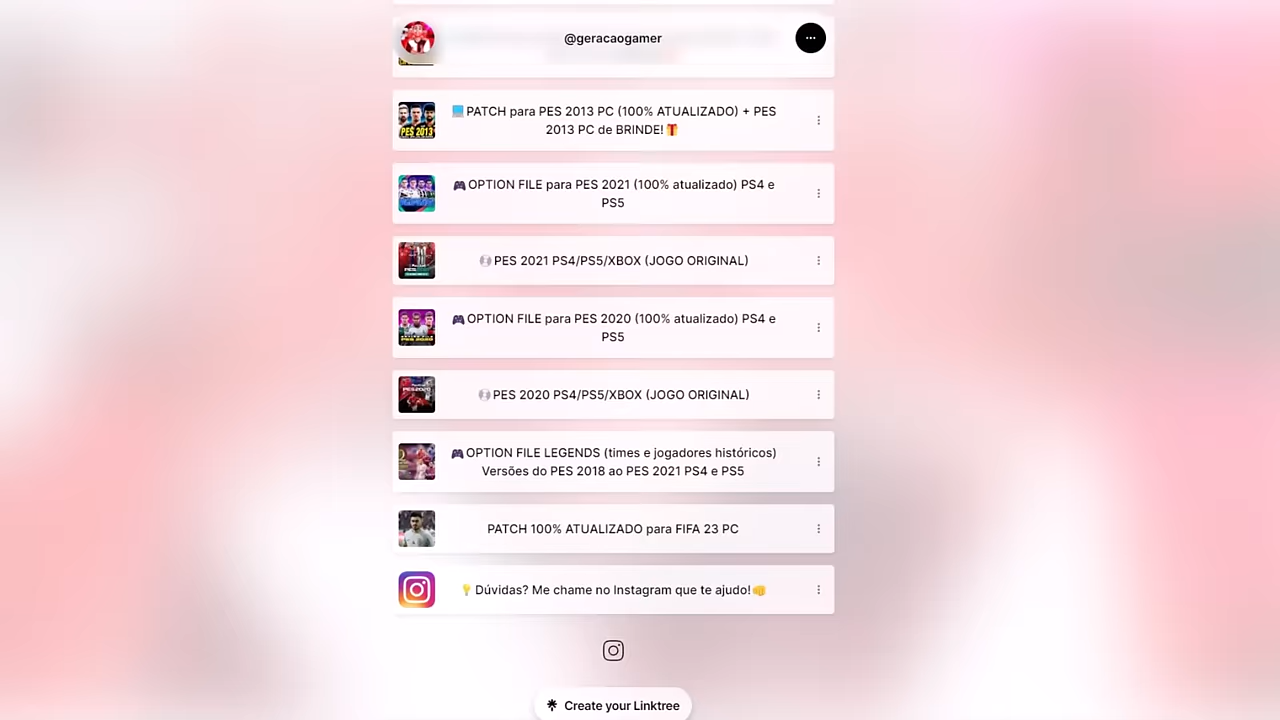 @geracaogamer
PATCH para PES 2013 PC (100% ATUALIZADO) + PES
2013 PC de BRINDE!
PES 2013
OPTION FILE para PES 2021 (100% atualizado) PS4 e
PS5
PES 2021 PS4/PS5/XBOX (JOGO ORIGINAL)
OPTION FILE para PES 2020 (100% atualizado) PS4 e
PS5
PES 2020 PS4/PS5/XBOX (JOGO ORIGINAL)
OPTION FILE LEGENDS (times e jogadores históricos)
Versões do PES 2018 ao PES 2021 PS4 e PS5
PATCH 100% ATUALIZADO para FIFA 23 PC
Dúvidas? Me chame no Instagram que te ajudo!
Create your Linktree